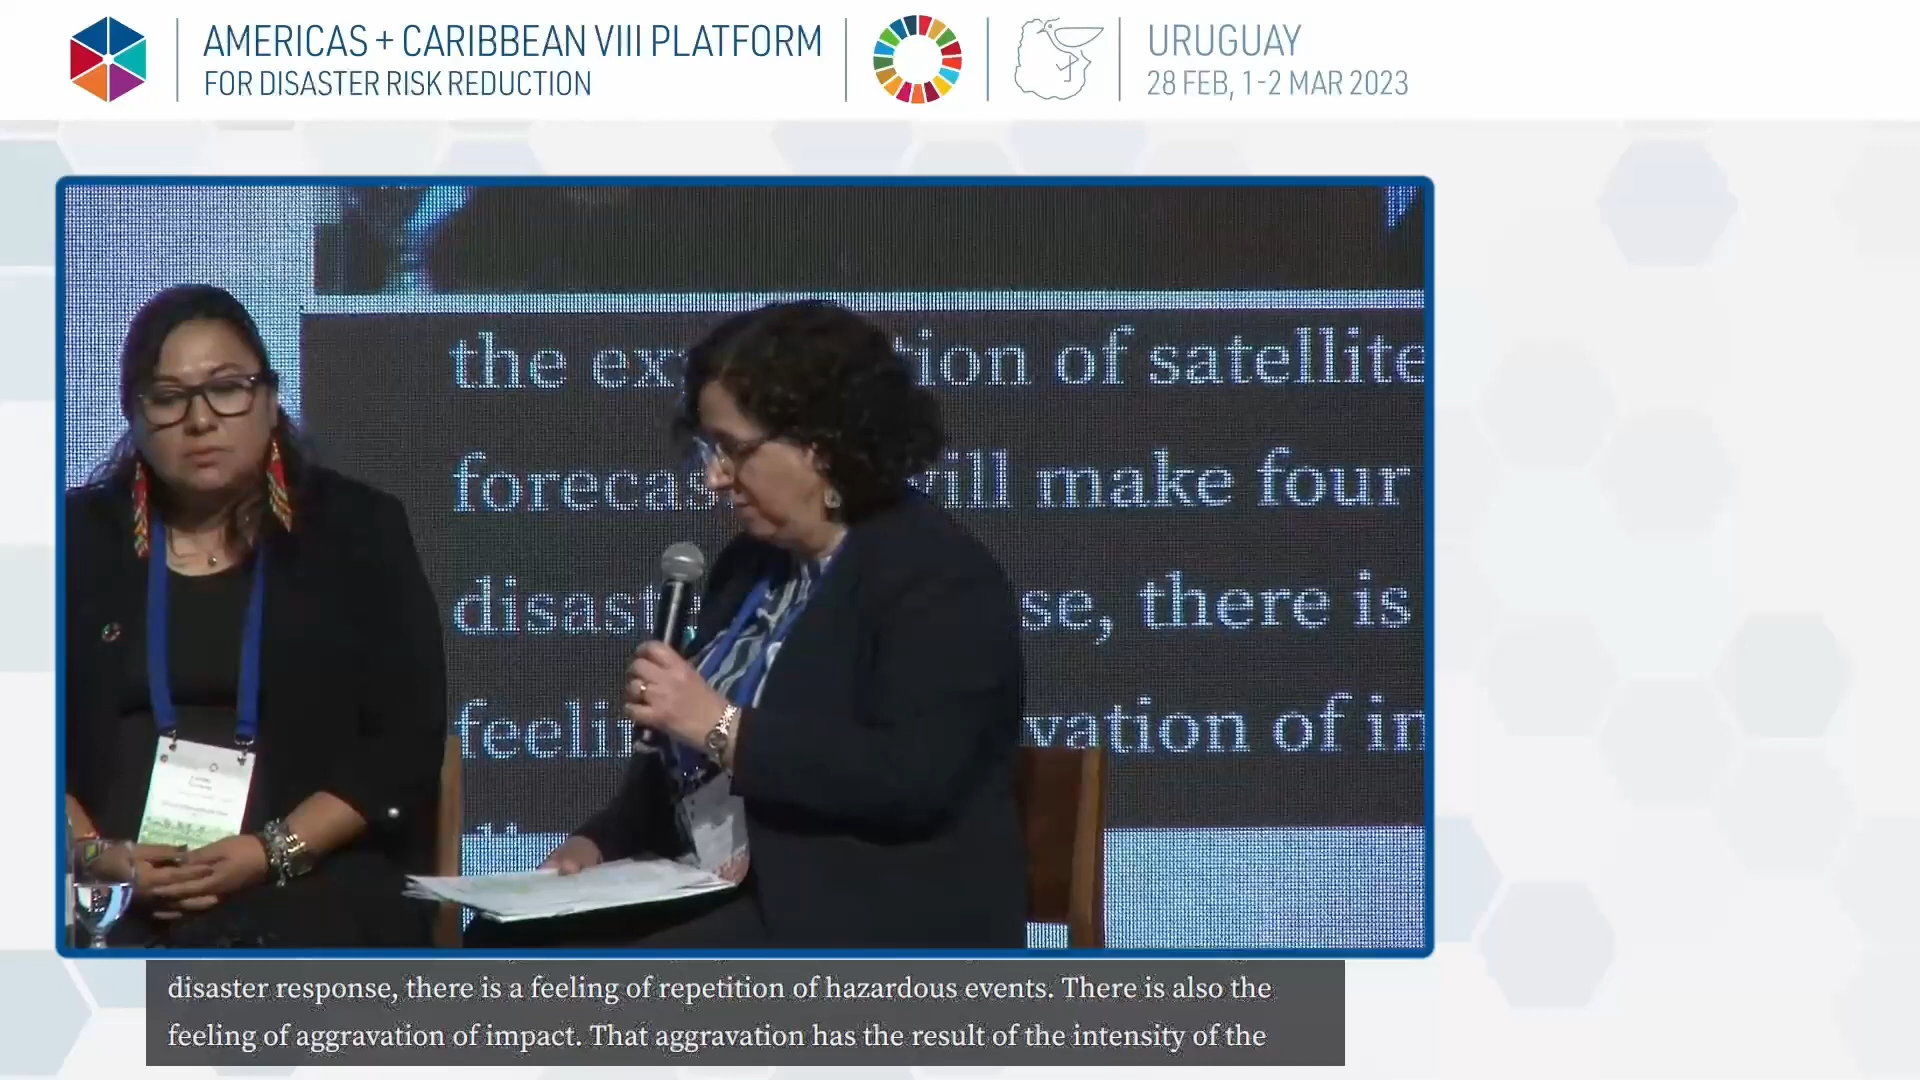 AMERICAS + CARIBBEAN VIII PLATFORM
FOR DISASTER RISK REDUCTION
URUGUAY
28 FEB, 1-2 MAR 2023
the ex tion of satellite
forecas will make four
disast se, there is
feelin vation of in
disaster response, there is a feeling of repetition of hazardous events. There is also the
feeling of aggravation of impact. That aggravation has the result of the intensity of the